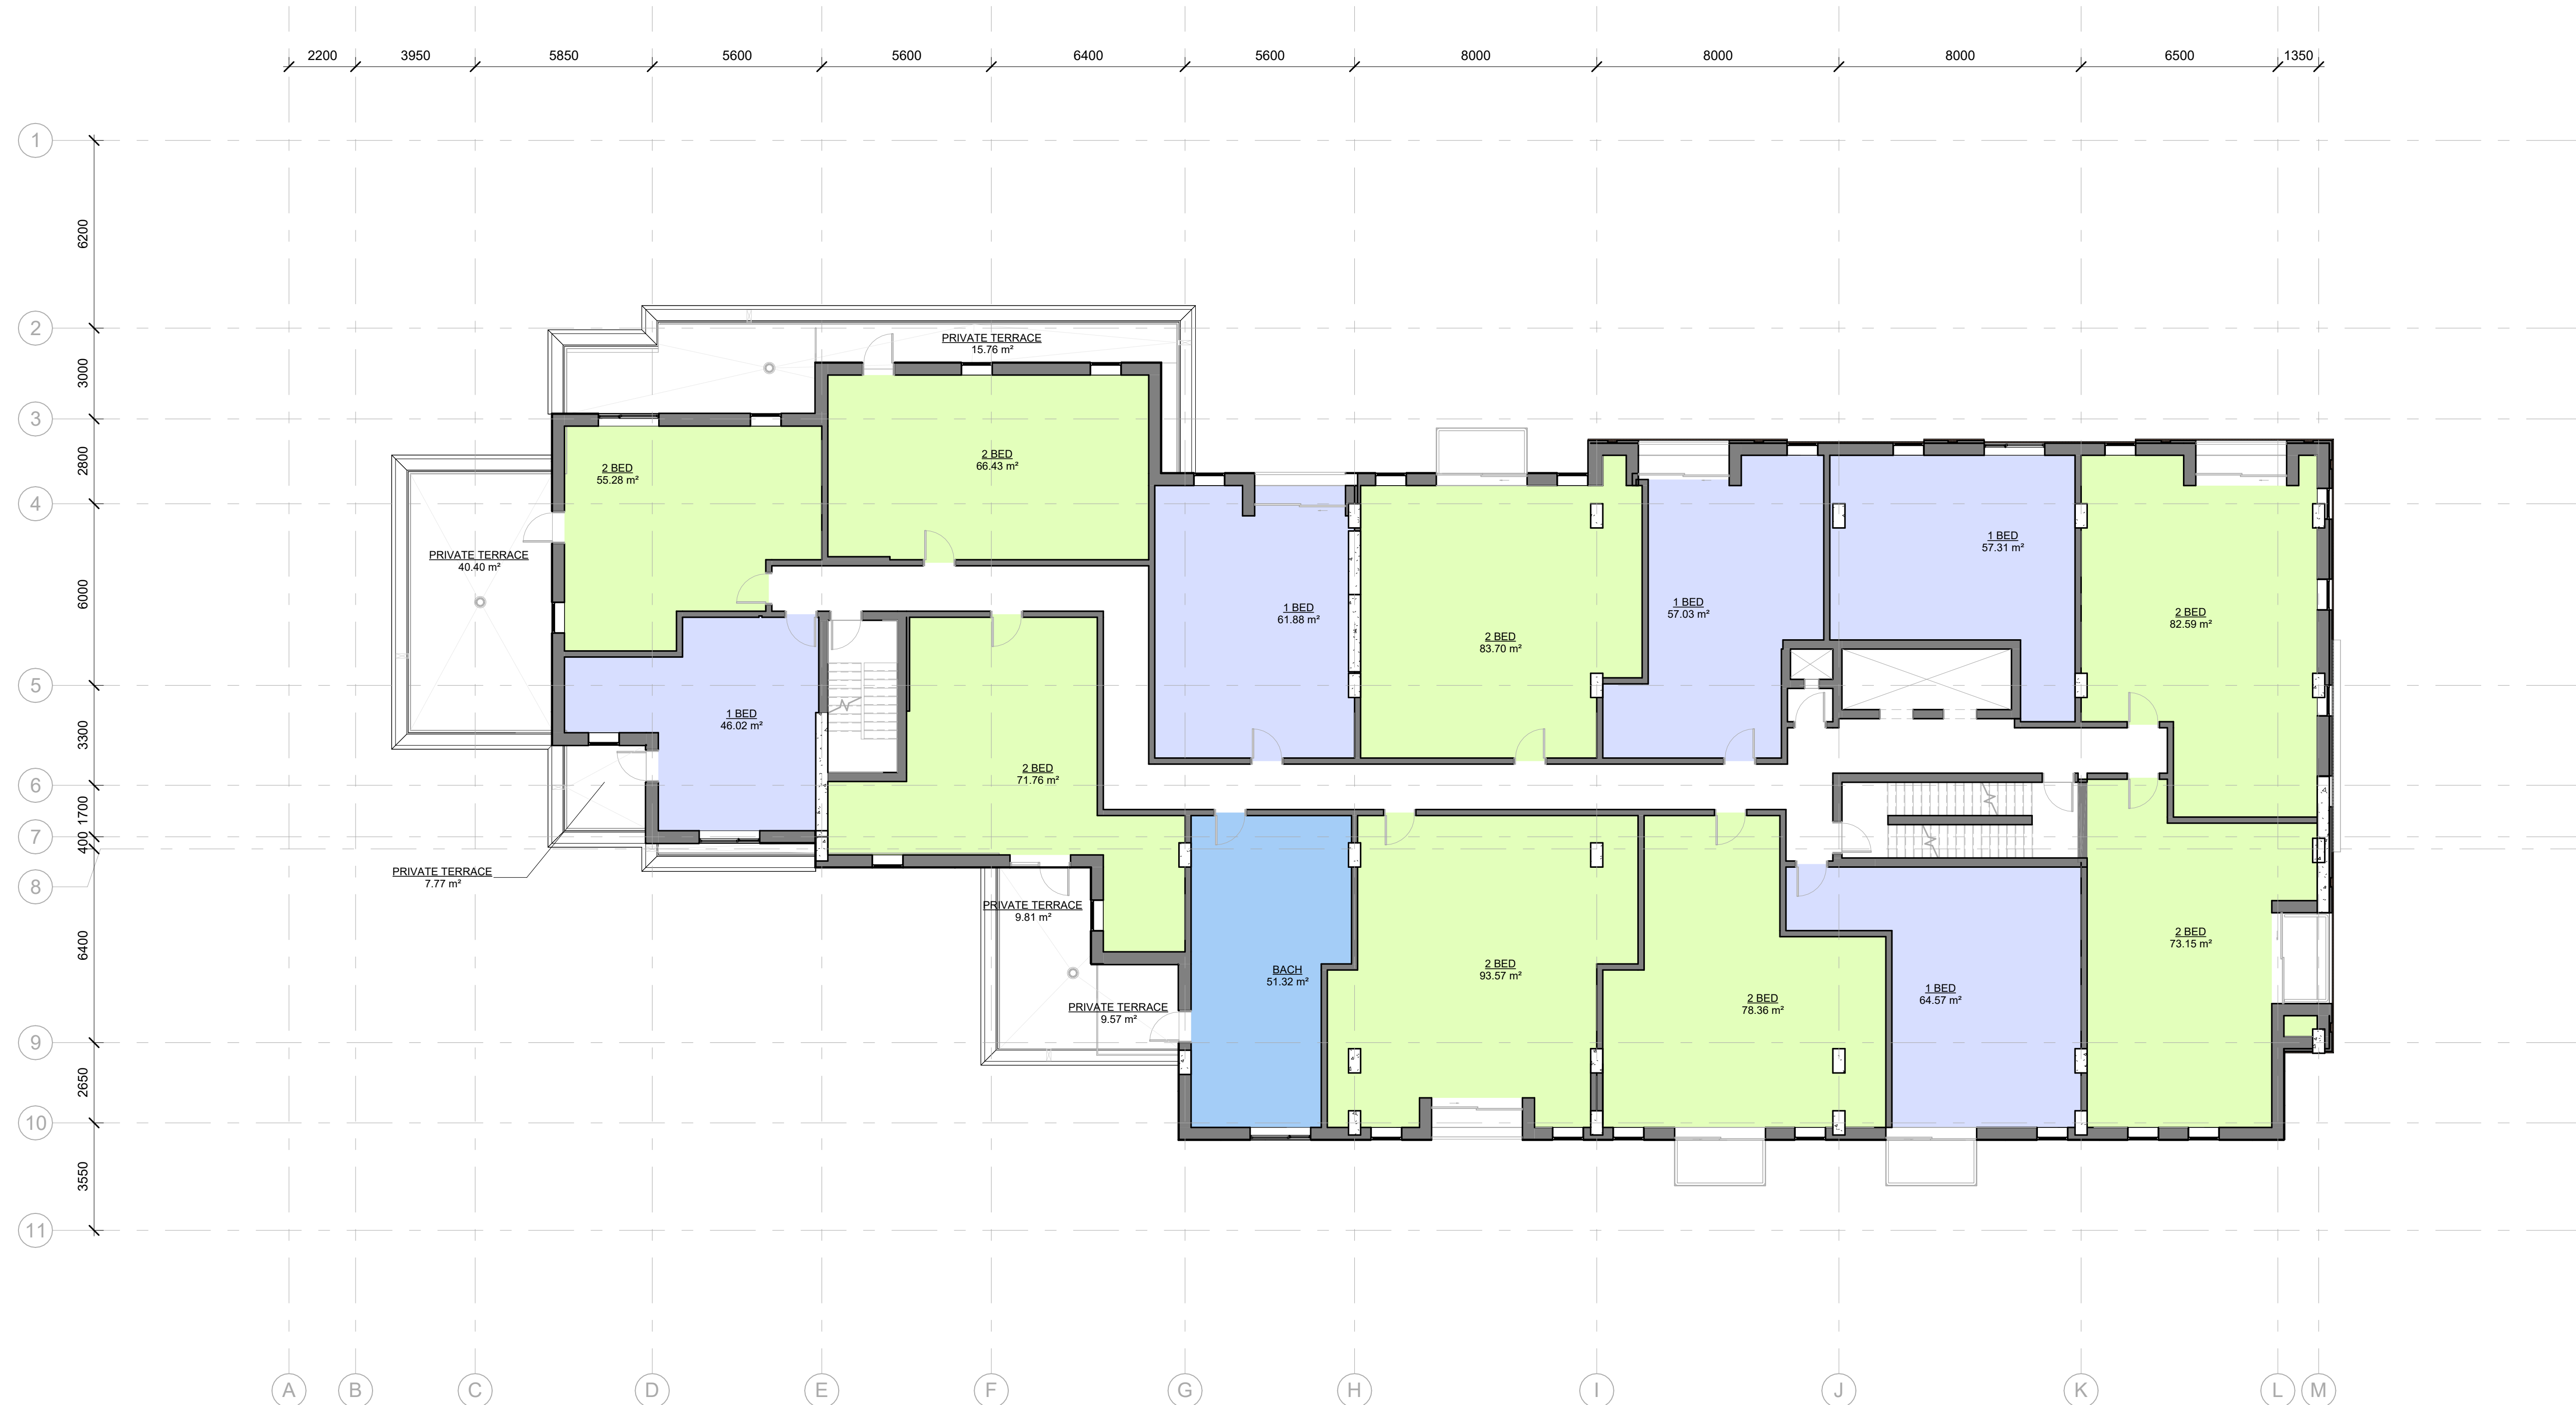 2200 3950 5850 5600 5600 6400 5600 8000 8000 8000 6500 1350
1
6200
2
3000
3
2800
4
6000
5
3300
6
1700
7
400
8
6400
9
2650
10
3550
11
PRIVATE TERRACE
15.76 m²
2 BED
66.43 m²
2 BED
55.28 m²
PRIVATE TERRACE
40.40 m²
1 BED
46.02 m²
PRIVATE TERRACE
7.77 m²
2 BED
71.76 m²
PRIVATE TERRACE
9.81 m²
PRIVATE TERRACE
9.57 m²
1 BED
61.88 m²
2 BED
83.70 m²
1 BED
57.03 m²
1 BED
57.31 m²
2 BED
82.59 m²
BACH
51.32 m²
2 BED
93.57 m²
2 BED
78.36 m²
1 BED
64.57 m²
2 BED
73.15 m²
A B C D E F G H I J K L M